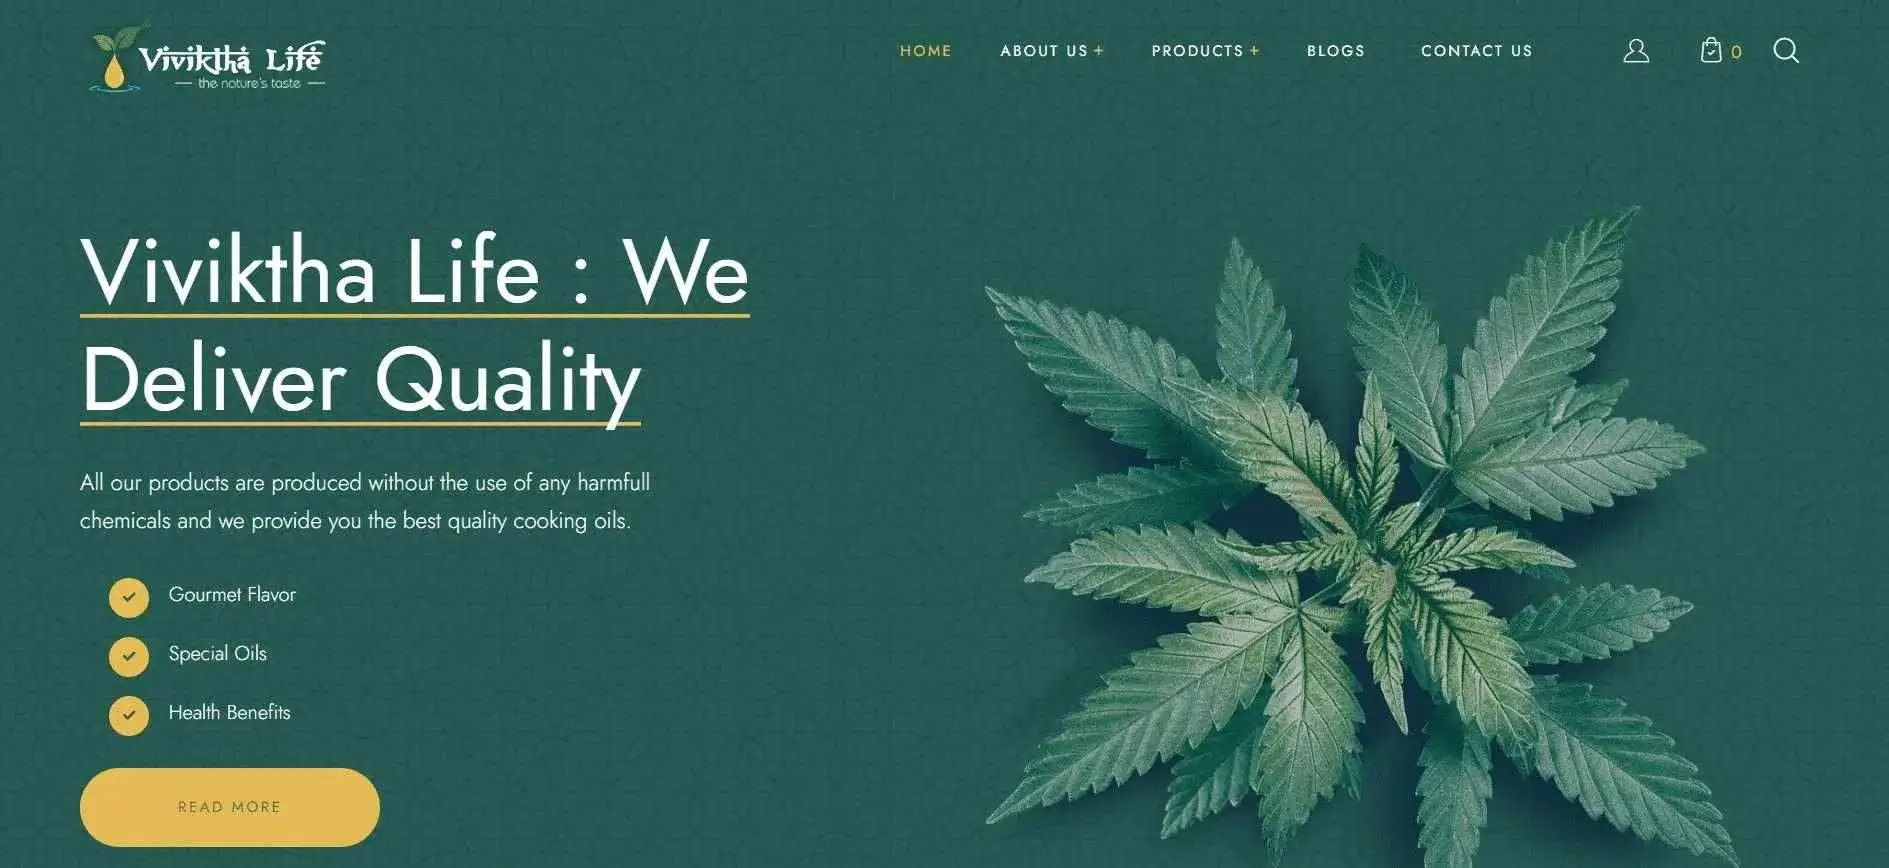 Viviktha Life
the nature's taste
HOME
ABOUT US +
PRODUCTS +
BLOGS
CONTACT US
0
Viviktha Life : We
Deliver Quality
All our products are produced without the use of any harmfull
chemicals and we provide you the best quality cooking oils.
Gourmet Flavor
Special Oils
Health Benefits
READ MORE